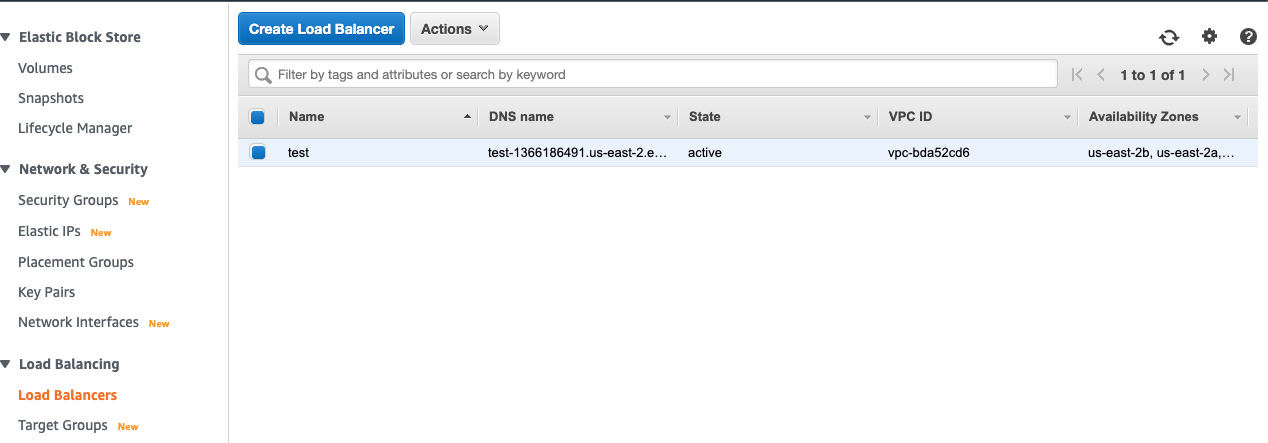 Elastic Block Store
Volumes
Snapshots
Lifecycle Manager
Network & Security
Security Groups New
Elastic IPs New
Placement Groups
Key Pairs
Network Interfaces New
Load Balancing
Load Balancers
Target Groups New
Create Load Balancer Actions
Filter by tags and attributes or search by keyword 1 to 1 of 1
Name DNS name State VPC ID Availability Zones
test test-1366186491.us-east-2.e... active vpc-bda52cd6 us-east-2b, us-east-2a,...